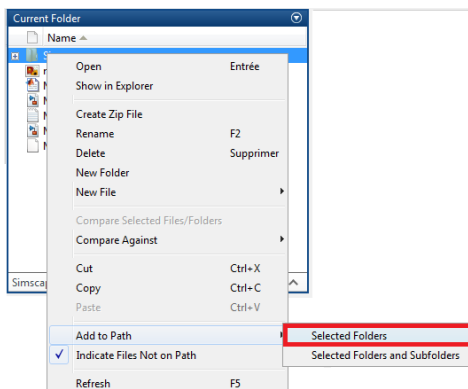 Current Folder
Name
Open Entrée
Show in Explorer
Create Zip File
Rename F2
Delete Supprimer
New Folder
New File
Compare Selected Files/Folders
Compare Against
Cut Ctrl+X
Copy Ctrl+C
Paste Ctrl+V
Add to Path
Selected Folders
Indicate Files Not on Path
Selected Folders and Subfolders
Refresh F5